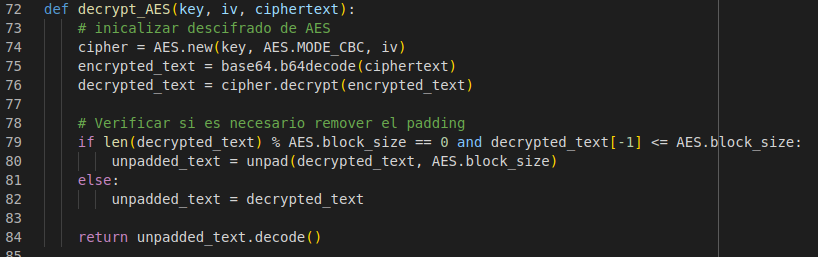 72 def decrypt_AES(key, iv, ciphertext):
73     # inicalizar descifrado de AES
74     cipher = AES.new(key, AES.MODE_CBC, iv)
75     encrypted_text = base64.b64decode(ciphertext)
76     decrypted_text = cipher.decrypt(encrypted_text)
77
78     # Verificar si es necesario remover el padding
79     if len(decrypted_text) % AES.block_size == 0 and decrypted_text[-1] <= AES.block_size:
80         unpadded_text = unpad(decrypted_text, AES.block_size)
81     else:
82         unpadded_text = decrypted_text
83
84     return unpadded_text.decode()
85